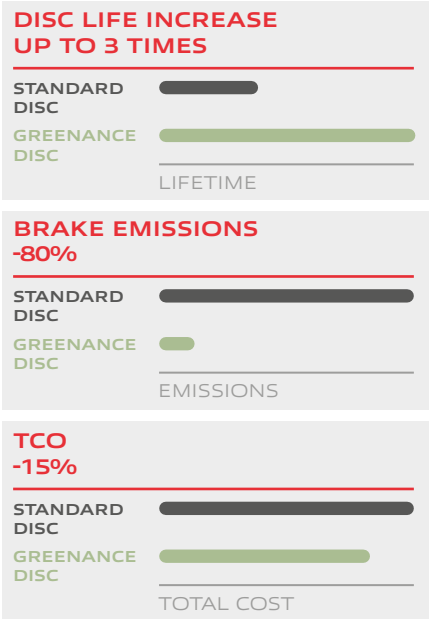 DISC LIFE INCREASE
UP TO 3 TIMES
STANDARD
DISC
GREENANCE
DISC
LIFETIME
BRAKE EMISSIONS
-80%
STANDARD
DISC
GREENANCE
DISC
EMISSIONS
TCO
-15%
STANDARD
DISC
GREENANCE
DISC
TOTAL COST